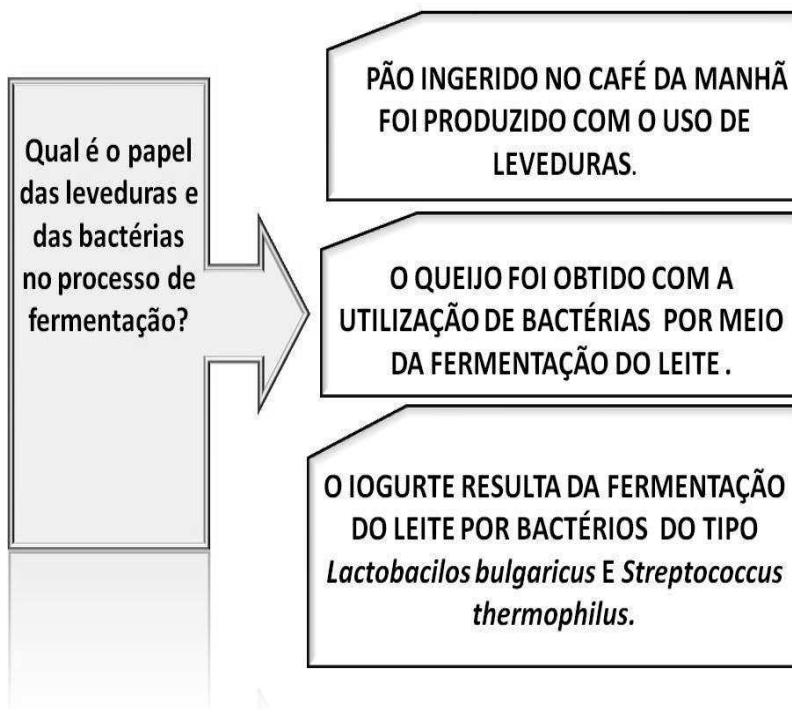 Qual é o papel
das leveduras e
das bactérias
no processo de
fermentação?
PÃO INGERIDO NO CAFÉ DA MANHÃ
FOI PRODUZIDO COM O USO DE
LEVEDURAS.
O QUEIJO FOI OBTIDO COM A
UTILIZAÇÃO DE BACTÉRIAS POR MEIO
DA FERMENTAÇÃO DO LEITE .
O IOGURTE RESULTA DA FERMENTAÇÃO
DO LEITE POR BACTÉRIOS DO TIPO
Lactobacilos bulgaricus E Streptococcus
thermophilus.